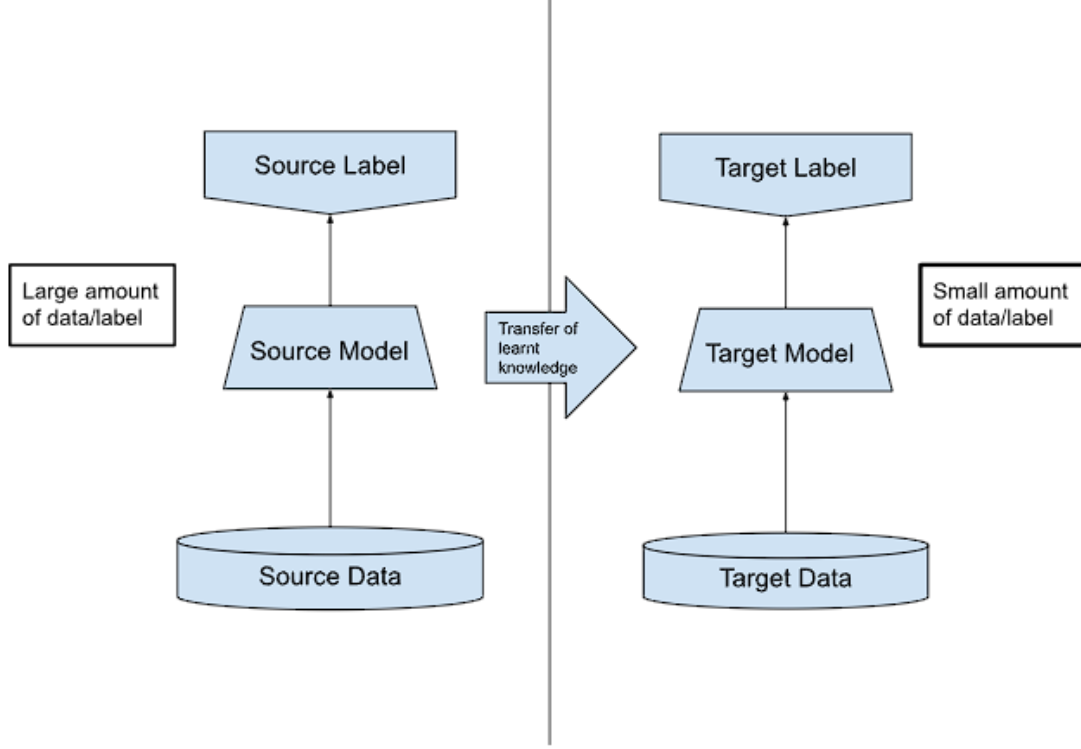 Source Label
Target Label
Large amount
of data/label
Small amount
of data/label
Source Model
Transfer of
learnt
knowledge
Target Model
Source Data
Target Data